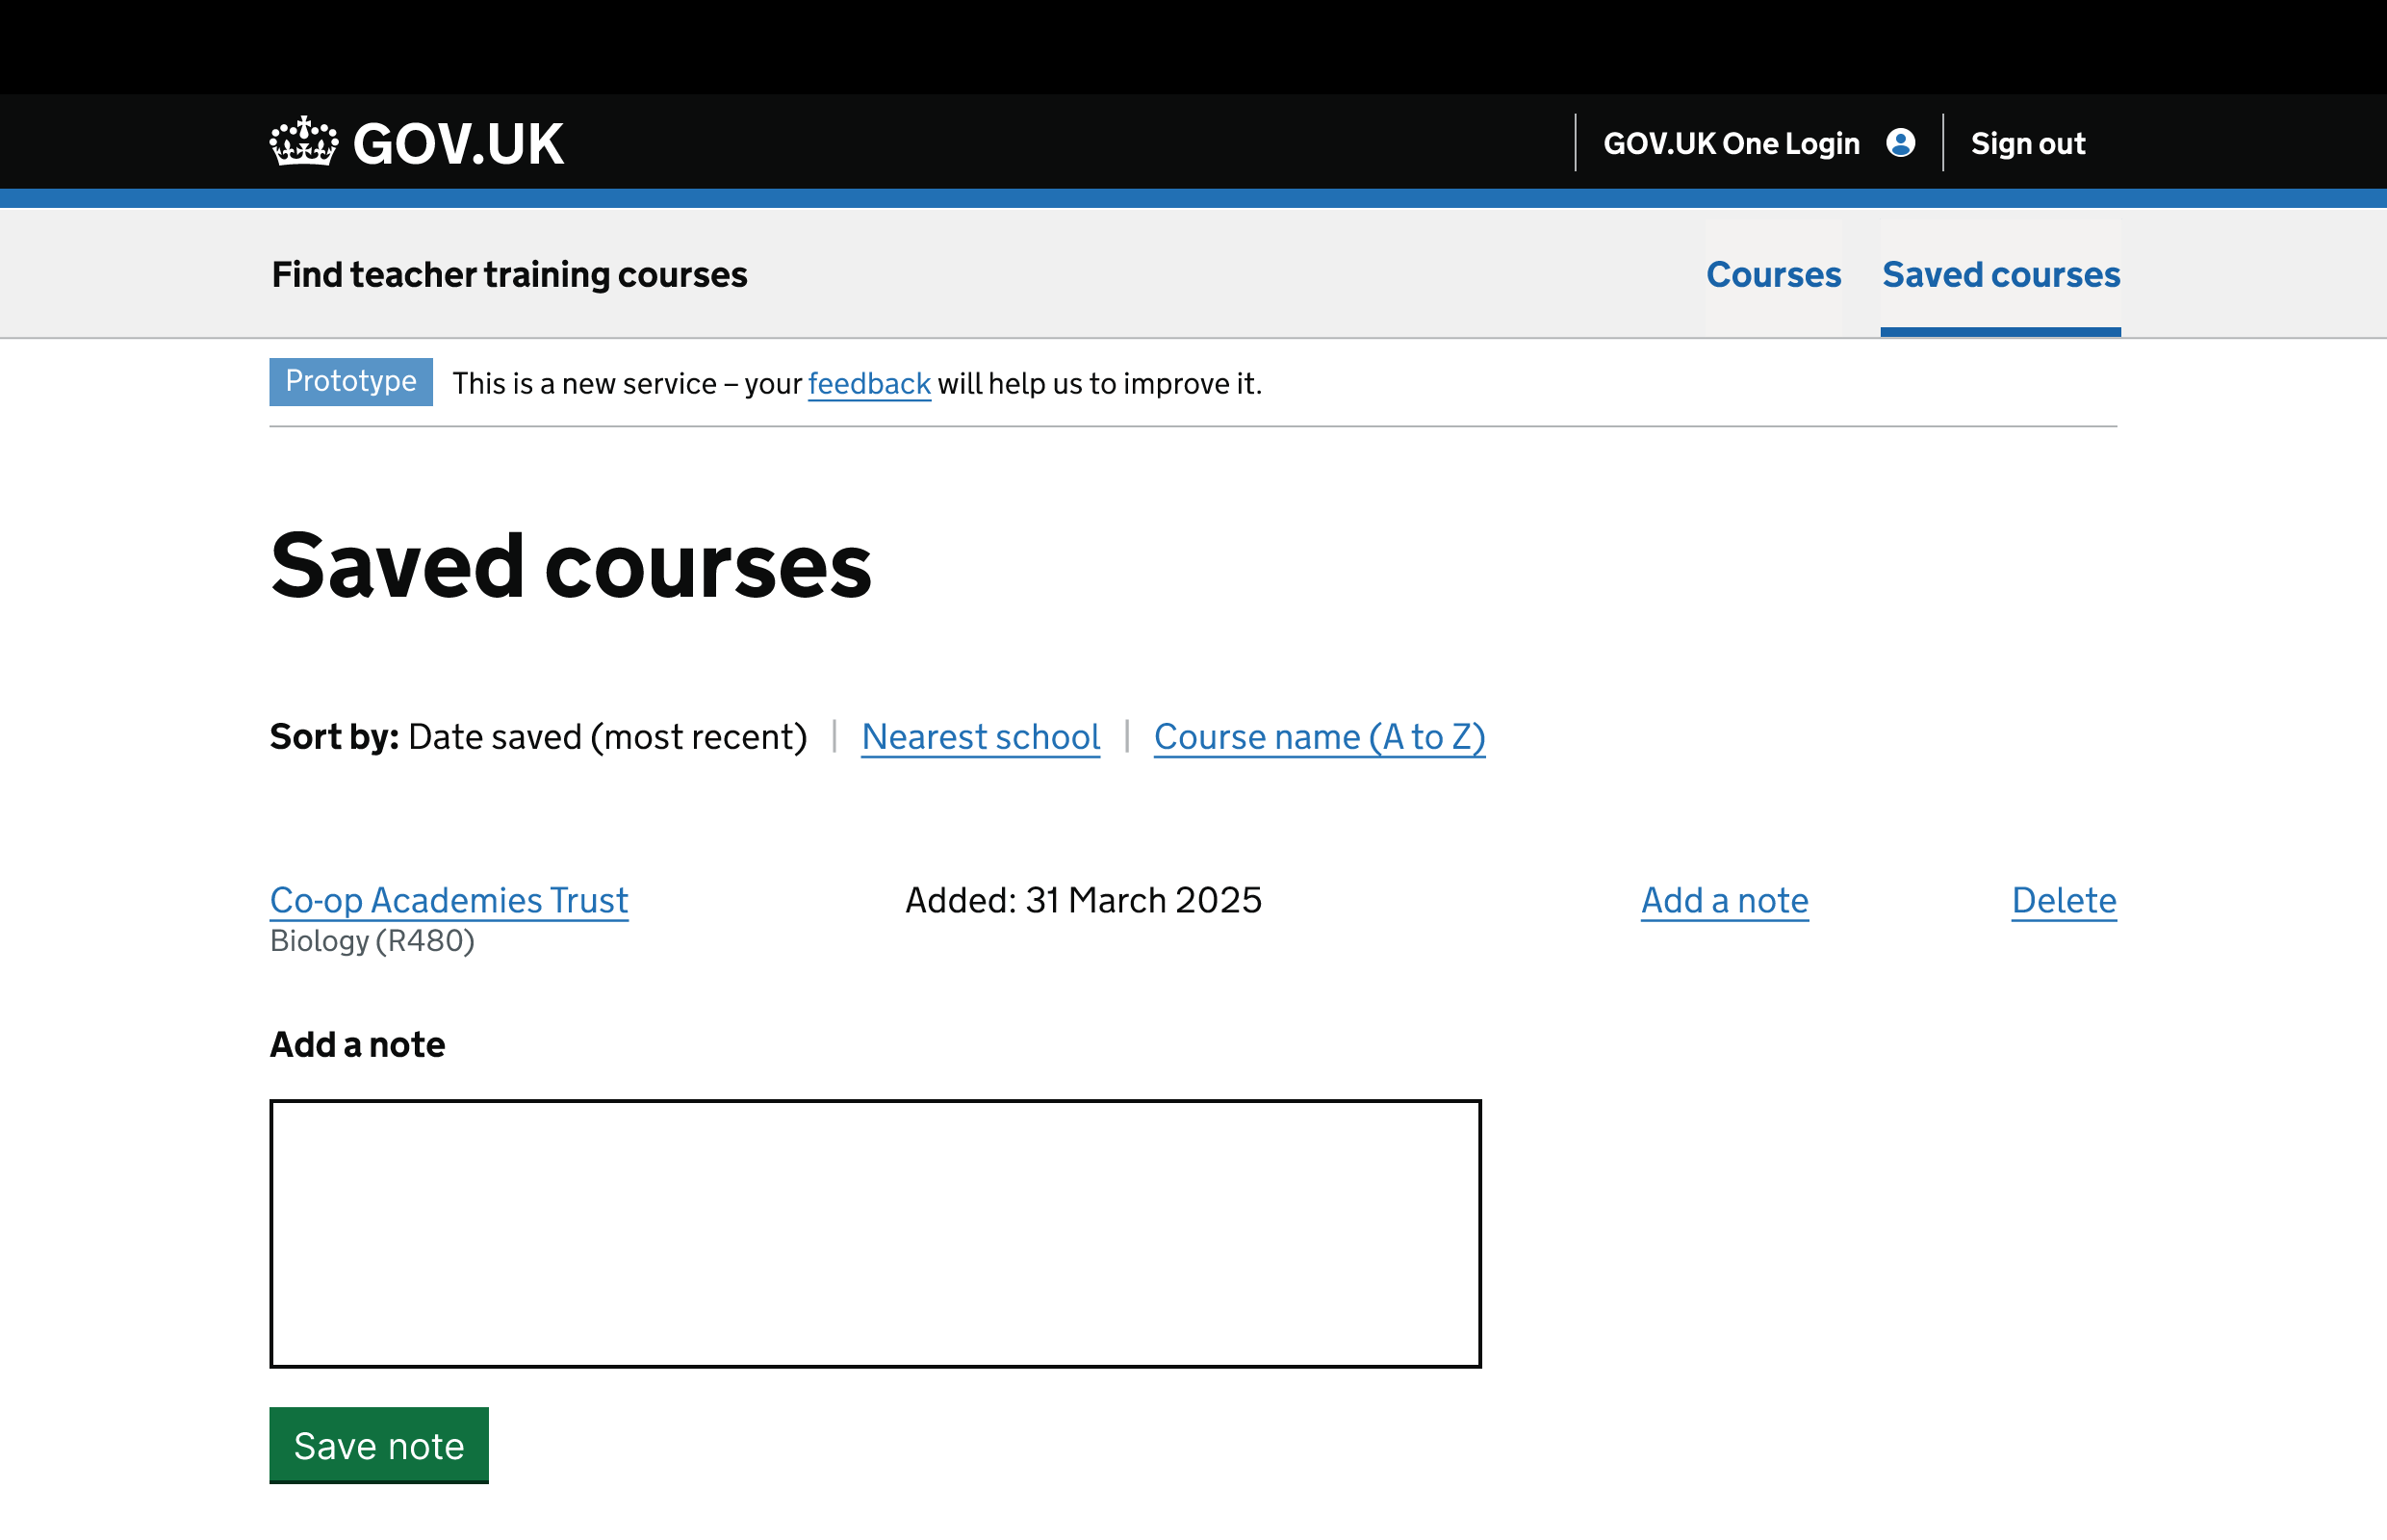 GOV.UK
GOV.UK One Login
Sign out
Find teacher training courses
Courses
Saved courses
Prototype
This is a new service – your feedback will help us to improve it.
Saved courses
Sort by: Date saved (most recent) | Nearest school | Course name (A to Z)
Co-op Academies Trust
Added: 31 March 2025
Add a note
Delete
Biology (R480)
Add a note
Save note